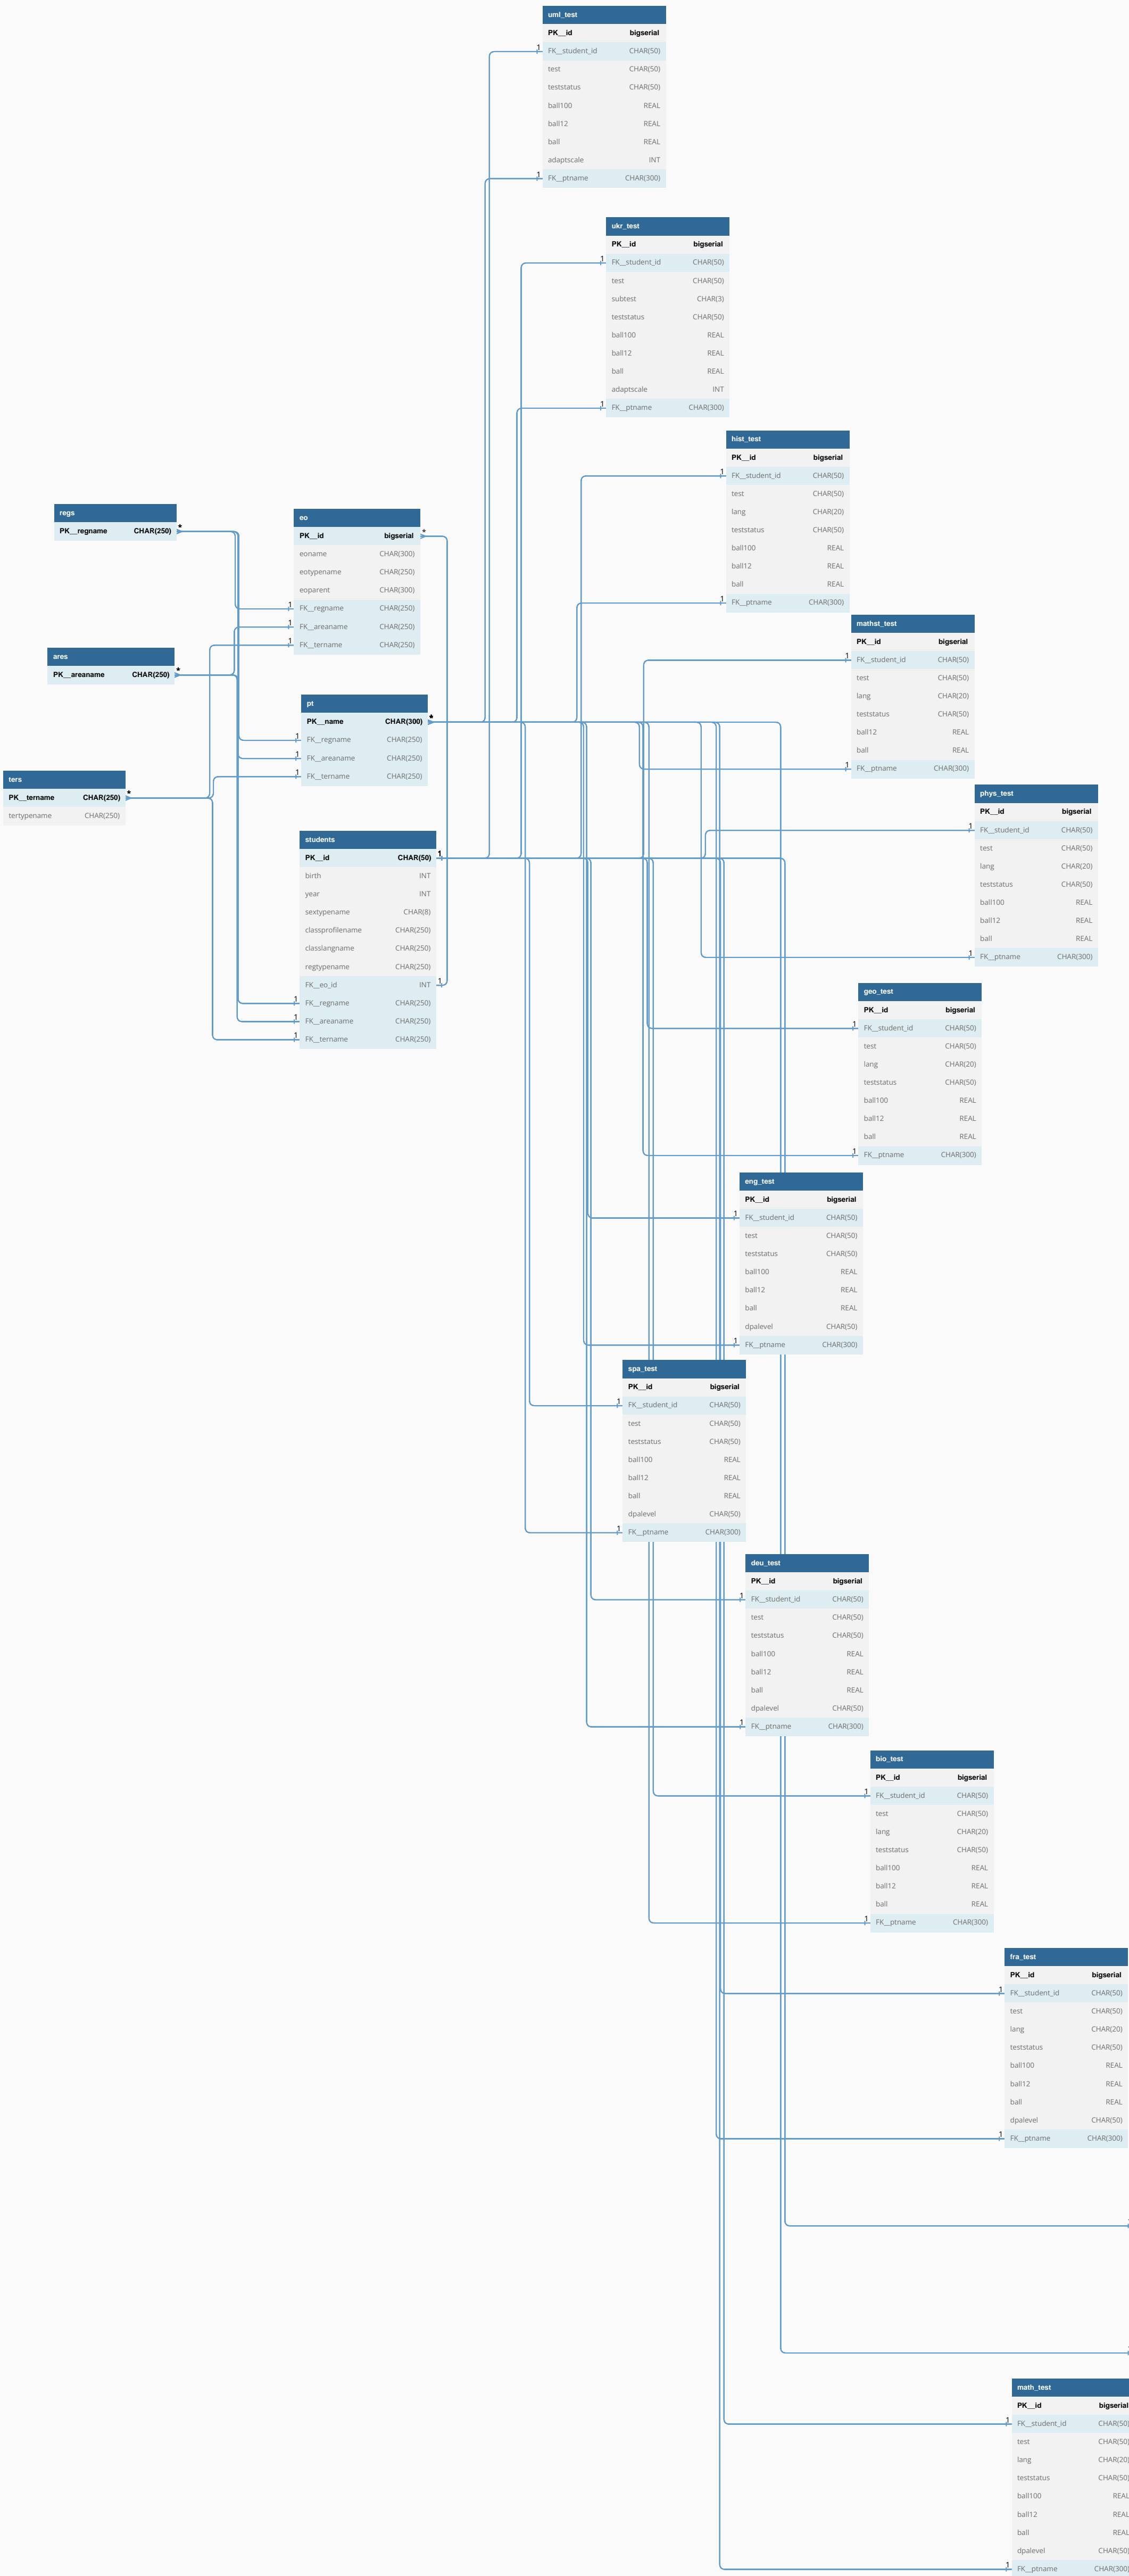 uml_test
PK__id bigserial
FK__student_id CHAR(50)
test CHAR(50)
teststatus CHAR(50)
ball100 REAL
ball12 REAL
ball REAL
adaptscale INT
FK__ptname CHAR(300)
ukr_test
PK__id bigserial
FK__student_id CHAR(50)
test CHAR(50)
subtest CHAR(3)
teststatus CHAR(50)
ball100 REAL
ball12 REAL
ball REAL
adaptscale INT
FK__ptname CHAR(300)
hist_test
PK__id bigserial
FK__student_id CHAR(50)
test CHAR(50)
lang CHAR(20)
teststatus CHAR(50)
ball100 REAL
ball12 REAL
ball REAL
FK__ptname CHAR(300)
regs
PK__regname CHAR(250)
eo
PK__id bigserial
eoname CHAR(300)
eotypename CHAR(250)
eoparent CHAR(300)
FK__regname CHAR(250)
FK__areaname CHAR(250)
FK__tername CHAR(250)
ares
PK__areaname CHAR(250)
mathst_test
PK__id bigserial
FK__student_id CHAR(50)
test CHAR(50)
lang CHAR(20)
teststatus CHAR(50)
ball12 REAL
ball REAL
FK__ptname CHAR(300)
pt
PK__name CHAR(300)
FK__regname CHAR(250)
FK__areaname CHAR(250)
FK__tername CHAR(250)
ters
PK__tername CHAR(250)
tertypename CHAR(250)
phys_test
PK__id bigserial
FK__student_id CHAR(50)
test CHAR(50)
lang CHAR(20)
teststatus CHAR(50)
ball100 REAL
ball12 REAL
ball REAL
FK__ptname CHAR(300)
students
PK__id CHAR(50)
birth INT
year INT
sextypename CHAR(8)
classprofilename CHAR(250)
classlangname CHAR(250)
regtypename CHAR(250)
FK__eo_id INT
FK__regname CHAR(250)
FK__areaname CHAR(250)
FK__tername CHAR(250)
geo_test
PK__id bigserial
FK__student_id CHAR(50)
test CHAR(50)
lang CHAR(20)
teststatus CHAR(50)
ball100 REAL
ball12 REAL
ball REAL
FK__ptname CHAR(300)
eng_test
PK__id bigserial
FK__student_id CHAR(50)
test CHAR(50)
teststatus CHAR(50)
ball100 REAL
ball12 REAL
ball REAL
dpalevel CHAR(50)
FK__ptname CHAR(300)
spa_test
PK__id bigserial
FK__student_id CHAR(50)
test CHAR(50)
teststatus CHAR(50)
ball100 REAL
ball12 REAL
ball REAL
dpalevel CHAR(50)
FK__ptname CHAR(300)
deu_test
PK__id bigserial
FK__student_id CHAR(50)
test CHAR(50)
teststatus CHAR(50)
ball100 REAL
ball12 REAL
ball REAL
dpalevel CHAR(50)
FK__ptname CHAR(300)
bio_test
PK__id bigserial
FK__student_id CHAR(50)
test CHAR(50)
lang CHAR(20)
teststatus CHAR(50)
ball100 REAL
ball12 REAL
ball REAL
FK__ptname CHAR(300)
fra_test
PK__id bigserial
FK__student_id CHAR(50)
test CHAR(50)
lang CHAR(20)
teststatus CHAR(50)
ball100 REAL
ball12 REAL
ball REAL
dpalevel CHAR(50)
FK__ptname CHAR(300)
math_test
PK__id bigserial
FK__student_id CHAR(50)
test CHAR(50)
lang CHAR(20)
teststatus CHAR(50)
ball100 REAL
ball12 REAL
ball REAL
dpalevel CHAR(50)
FK__ptname CHAR(300)